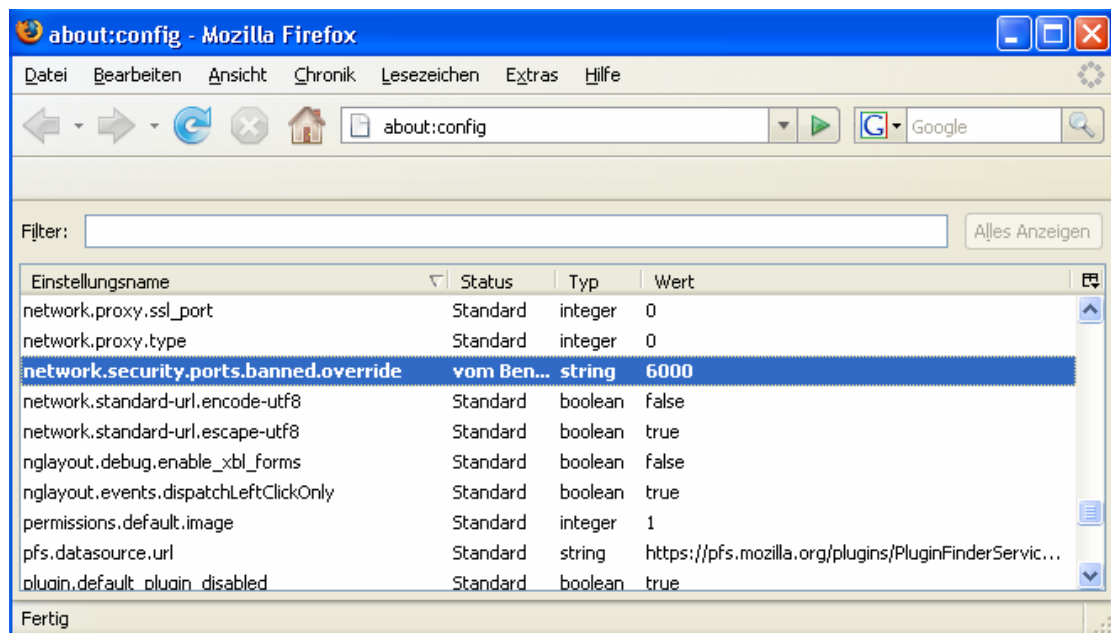 about:config - Mozilla Firefox
Datei Bearbeiten Ansicht Chronik Lesezeichen Extras Hilfe
about:config G Google
Filter: Alles Anzeigen
Einstellungsname Status Typ Wert
network.proxy.ssl_port Standard integer 0
network.proxy.type Standard integer 0
network.security.ports.banned.override vom Ben... string 6000
network.standard-url.encode-utf8 Standard boolean false
network.standard-url.escape-utf8 Standard boolean true
nglayout.debug.enable_xbl_forms Standard boolean false
nglayout.events.dispatchLeftClickOnly Standard boolean true
permissions.default.image Standard integer 1
pfs.datasource.url Standard string https://pfs.mozilla.org/plugins/PluginFinderServic...
plugin.default_plugin_disabled Standard boolean true
Fertig